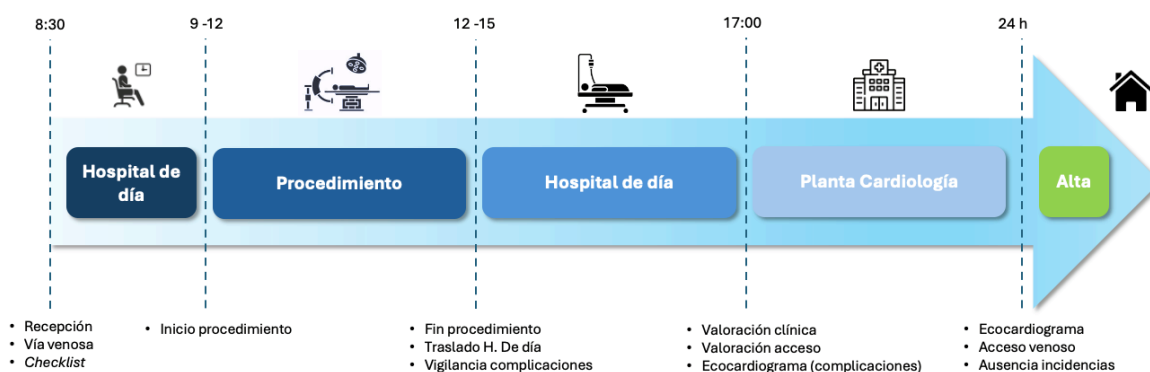 8:30
9 -12
12 -15
17:00
24 h
Hospital de
día
Procedimiento
Hospital de día
Planta Cardiología
Alta
• Recepción
• Vía venosa
• Checklist
• Inicio procedimiento
• Fin procedimiento
• Traslado H. De día
• Vigilancia complicaciones
• Valoración clínica
• Valoración acceso
• Ecocardiograma (complicaciones)
• Ecocardiograma
• Acceso venoso
• Ausencia incidencias